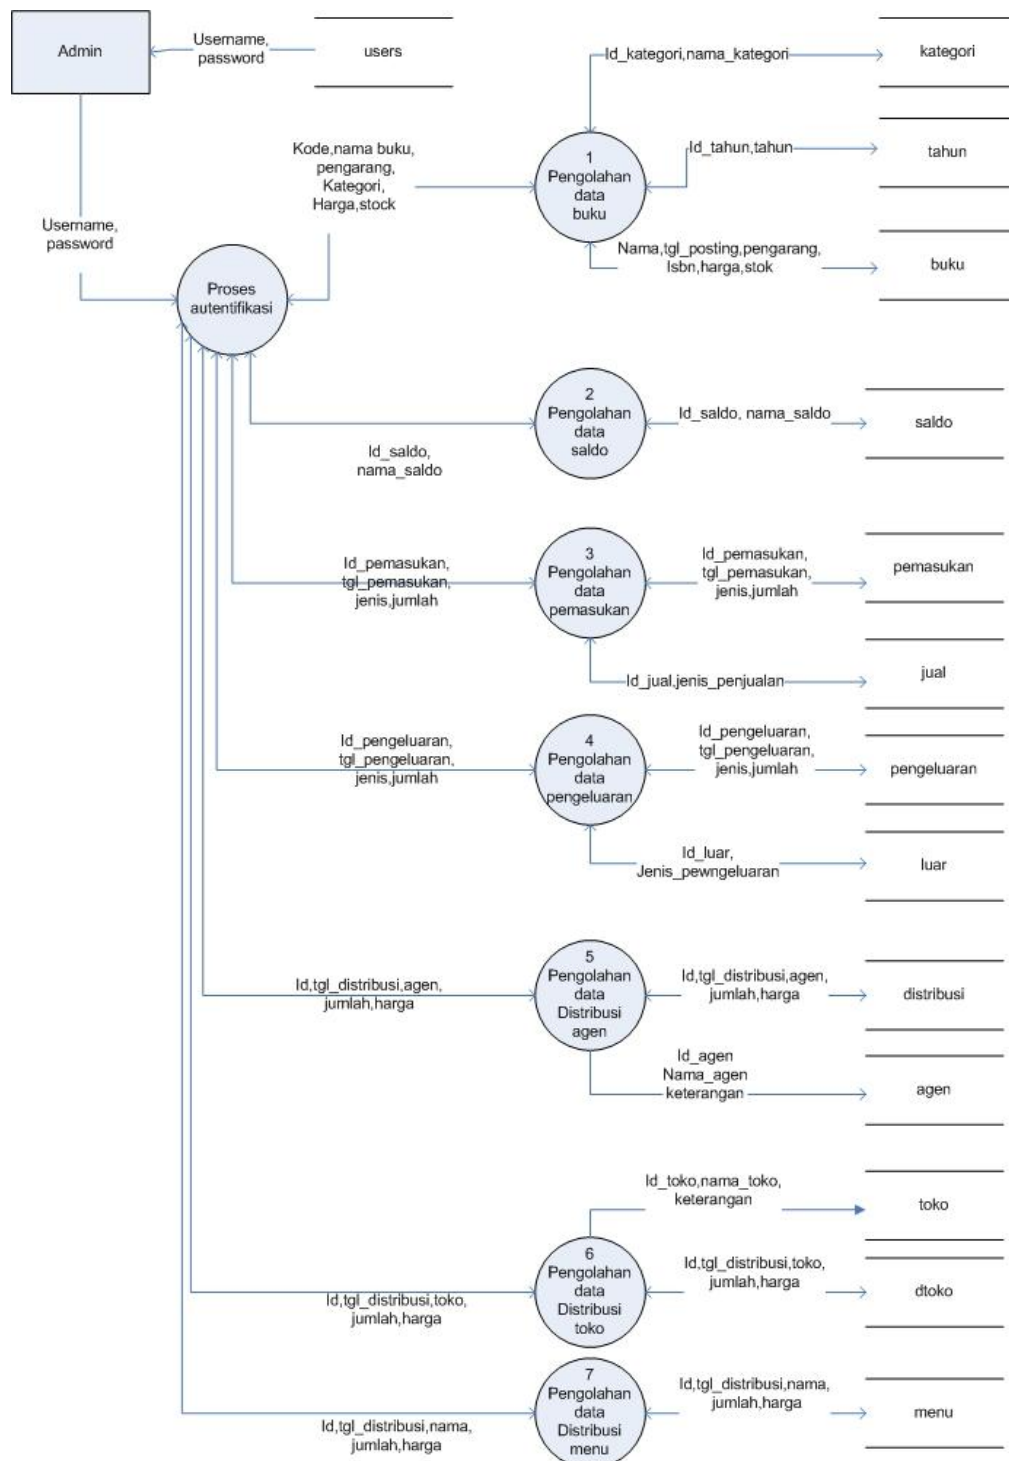 Admin
Username,
password
users
Username,
password
Proses
autentifikasi
Kode,nama buku,
pengarang,
Kategori,
Harga,stock
1
Pengolahan
data
buku
Id_kategori,nama_kategori
kategori
Id_tahun,tahun
tahun
Nama,tgl_posting,pengarang,
Isbn,harga,stok
buku
Id_saldo,
nama_saldo
2
Pengolahan
data
saldo
Id_saldo, nama_saldo
saldo
Id_pemasukan,
tgl_pemasukan,
jenis,jumlah
3
Pengolahan
data
pemasukan
Id_pemasukan,
tgl_pemasukan,
jenis,jumlah
pemasukan
Id_jual,jenis_penjualan
jual
Id_pengeluaran,
tgl_pengeluaran,
jenis,jumlah
4
Pengolahan
data
pengeluaran
Id_pengeluaran,
tgl_pengeluaran,
jenis,jumlah
pengeluaran
Id_luar,
Jenis_pewngeluaran
luar
Id,tgl_distribusi,agen,
jumlah,harga
5
Pengolahan
data
Distribusi
agen
Id,tgl_distribusi,agen,
jumlah,harga
distribusi
Id_agen
Nama_agen
keterangan
agen
Id_toko,nama_toko,
keterangan
toko
Id,tgl_distribusi,toko,
jumlah,harga
6
Pengolahan
data
Distribusi
toko
Id,tgl_distribusi,toko,
jumlah,harga
dtoko
Id,tgl_distribusi,nama,
jumlah,harga
7
Pengolahan
data
Distribusi
menu
Id,tgl_distribusi,nama,
jumlah,harga
menu